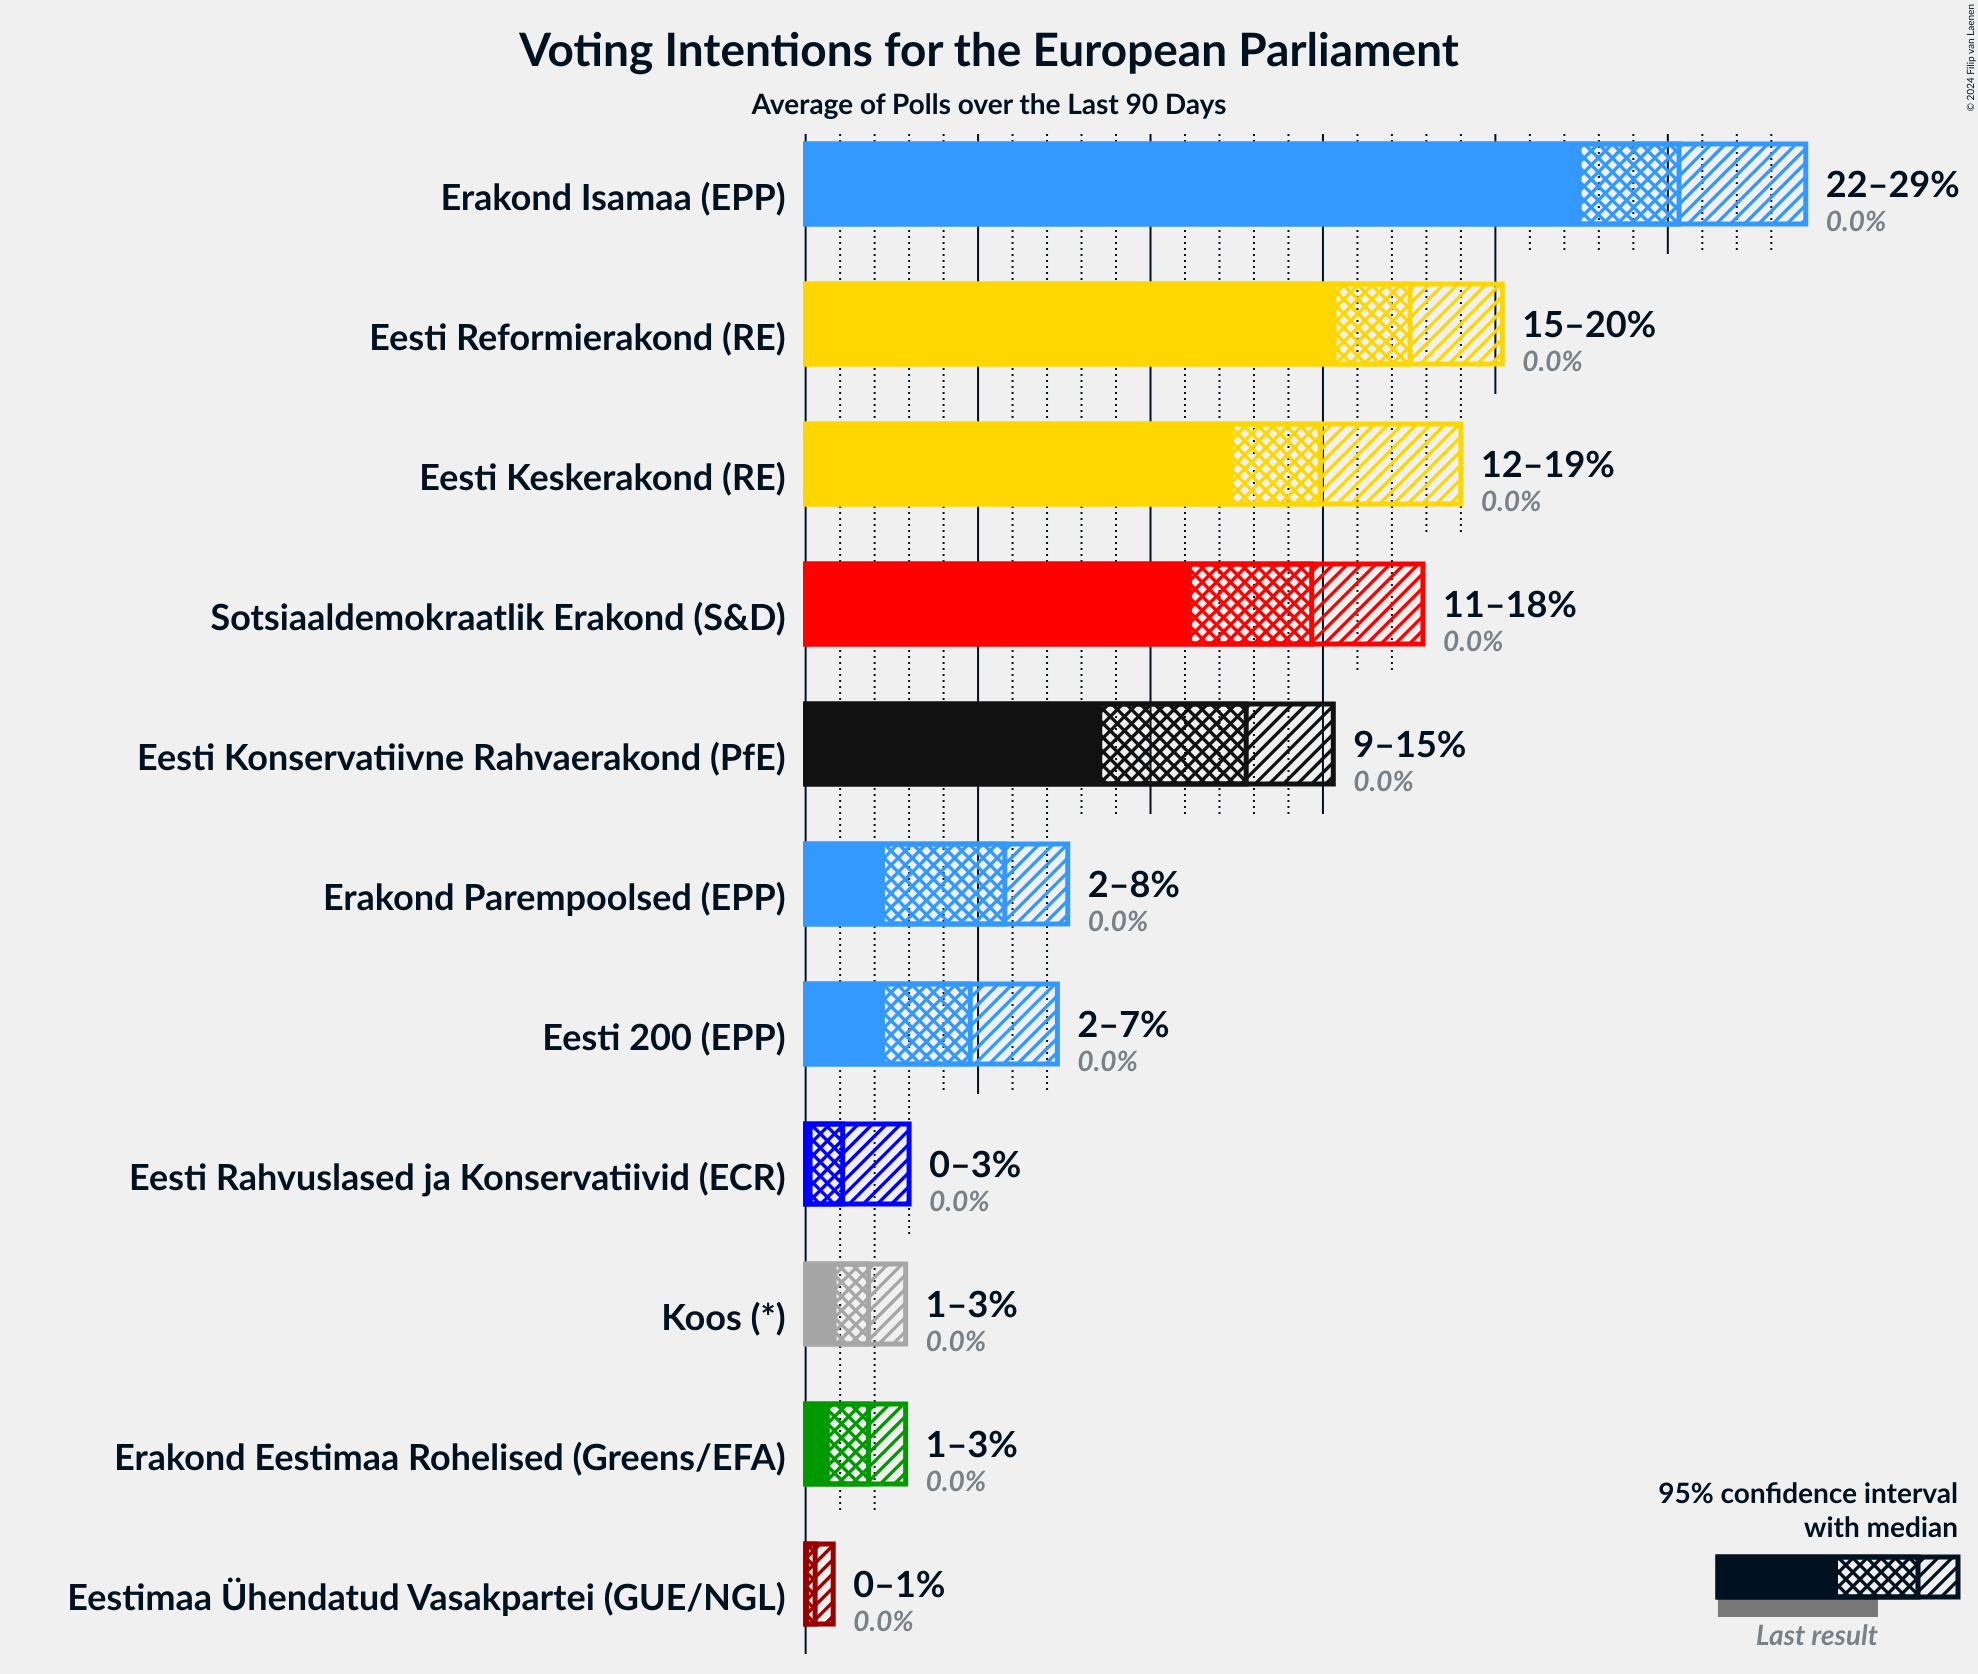 Voting Intentions for the European Parliament
Average of Polls over the Last 90 Days
© 2024 Filip van Laenen
Erakond Isamaa (EPP)
22–29%
0.0%
Eesti Reformierakond (RE)
15–20%
0.0%
Eesti Keskerakond (RE)
12–19%
0.0%
Sotsiaaldemokraatlik Erakond (S&D)
11–18%
0.0%
Eesti Konservatiivne Rahvaerakond (PfE)
9–15%
0.0%
Erakond Parempoolsed (EPP)
2–8%
0.0%
Eesti 200 (EPP)
2–7%
0.0%
Eesti Rahvuslased ja Konservatiivid (ECR)
0–3%
0.0%
Koos (*)
1–3%
0.0%
Erakond Eestimaa Rohelised (Greens/EFA)
1–3%
0.0%
Eestimaa Ühendatud Vasakpartei (GUE/NGL)
0–1%
0.0%
95% confidence interval
with median
Last result